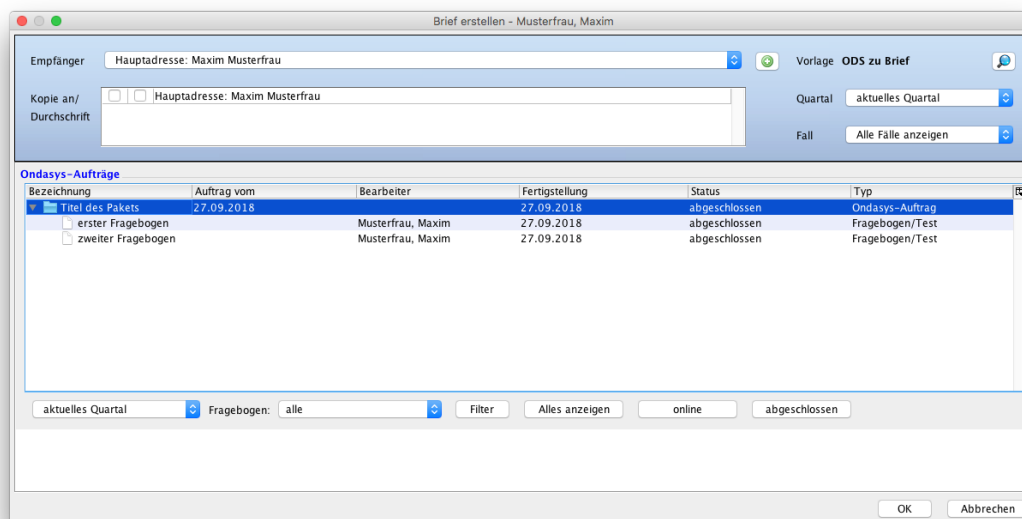 Brief erstellen - Musterfrau, Maxim
Empfänger Hauptadresse: Maxim Musterfrau Vorlage ODS zu Brief
Kopie an/ Hauptadresse: Maxim Musterfrau Quartal aktuelles Quartal
Durchschrift
Fall Alle Fälle anzeigen
Ondasys-Aufträge
Bezeichnung Auftrag vom Bearbeiter Fertigstellung Status Typ
Titel des Pakets 27.09.2018 27.09.2018 abgeschlossen Ondasys-Auftrag
erster Fragebogen Musterfrau, Maxim 27.09.2018 abgeschlossen Fragebogen/Test
zweiter Fragebogen Musterfrau, Maxim 27.09.2018 abgeschlossen Fragebogen/Test
aktuelles Quartal Fragebogen: alle Filter Alles anzeigen online abgeschlossen
OK Abbrechen